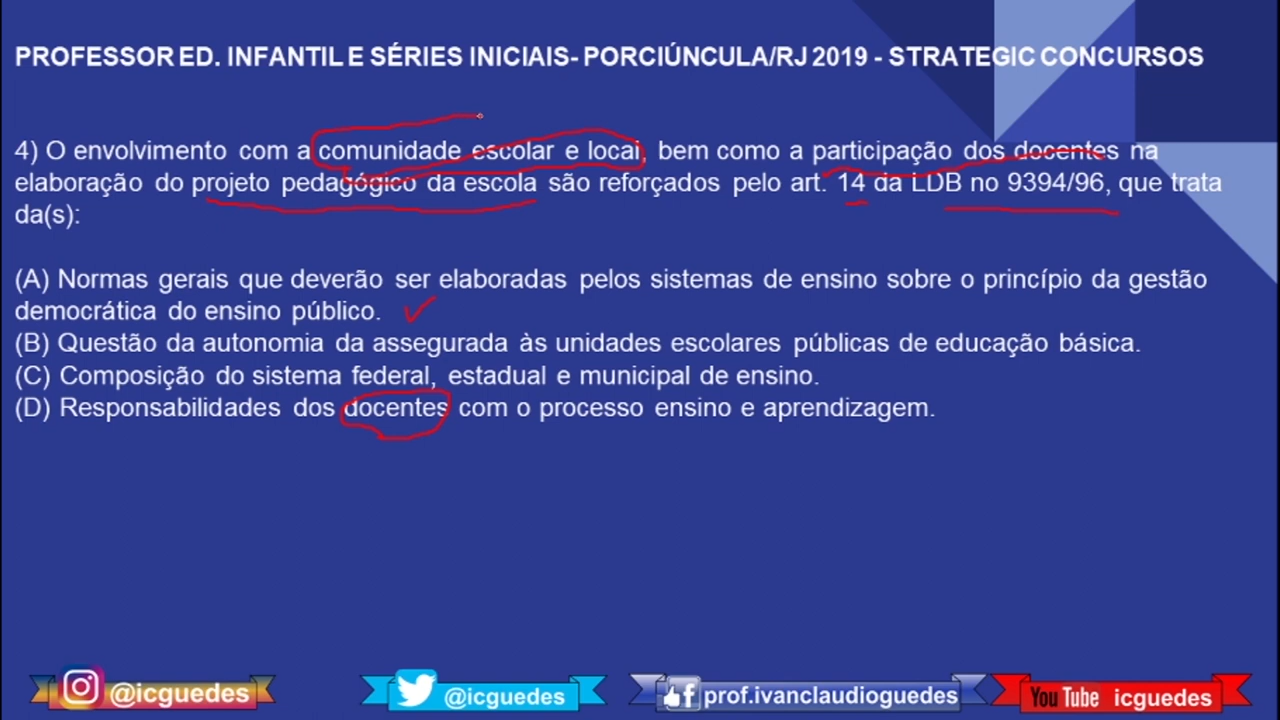 PROFESSOR ED. INFANTIL E SÉRIES INICIAIS- PORCIÚNCULA/RJ 2019 - STRATEGIC CONCURSOS
4) O envolvimento com a comunidade escolar e local, bem como a participação dos docentes na
elaboração do projeto pedagógico da escola são reforçados pelo art. 14 da LDB no 9394/96, que trata
da(s):
(A) Normas gerais que deverão ser elaboradas pelos sistemas de ensino sobre o princípio da gestão
democrática do ensino público.
(B) Questão da autonomia da assegurada às unidades escolares públicas de educação básica.
(C) Composição do sistema federal, estadual e municipal de ensino.
(D) Responsabilidades dos docentes com o processo ensino e aprendizagem.
@icguedes @icguedes prof.ivanclaudioguedes You Tube icguedes